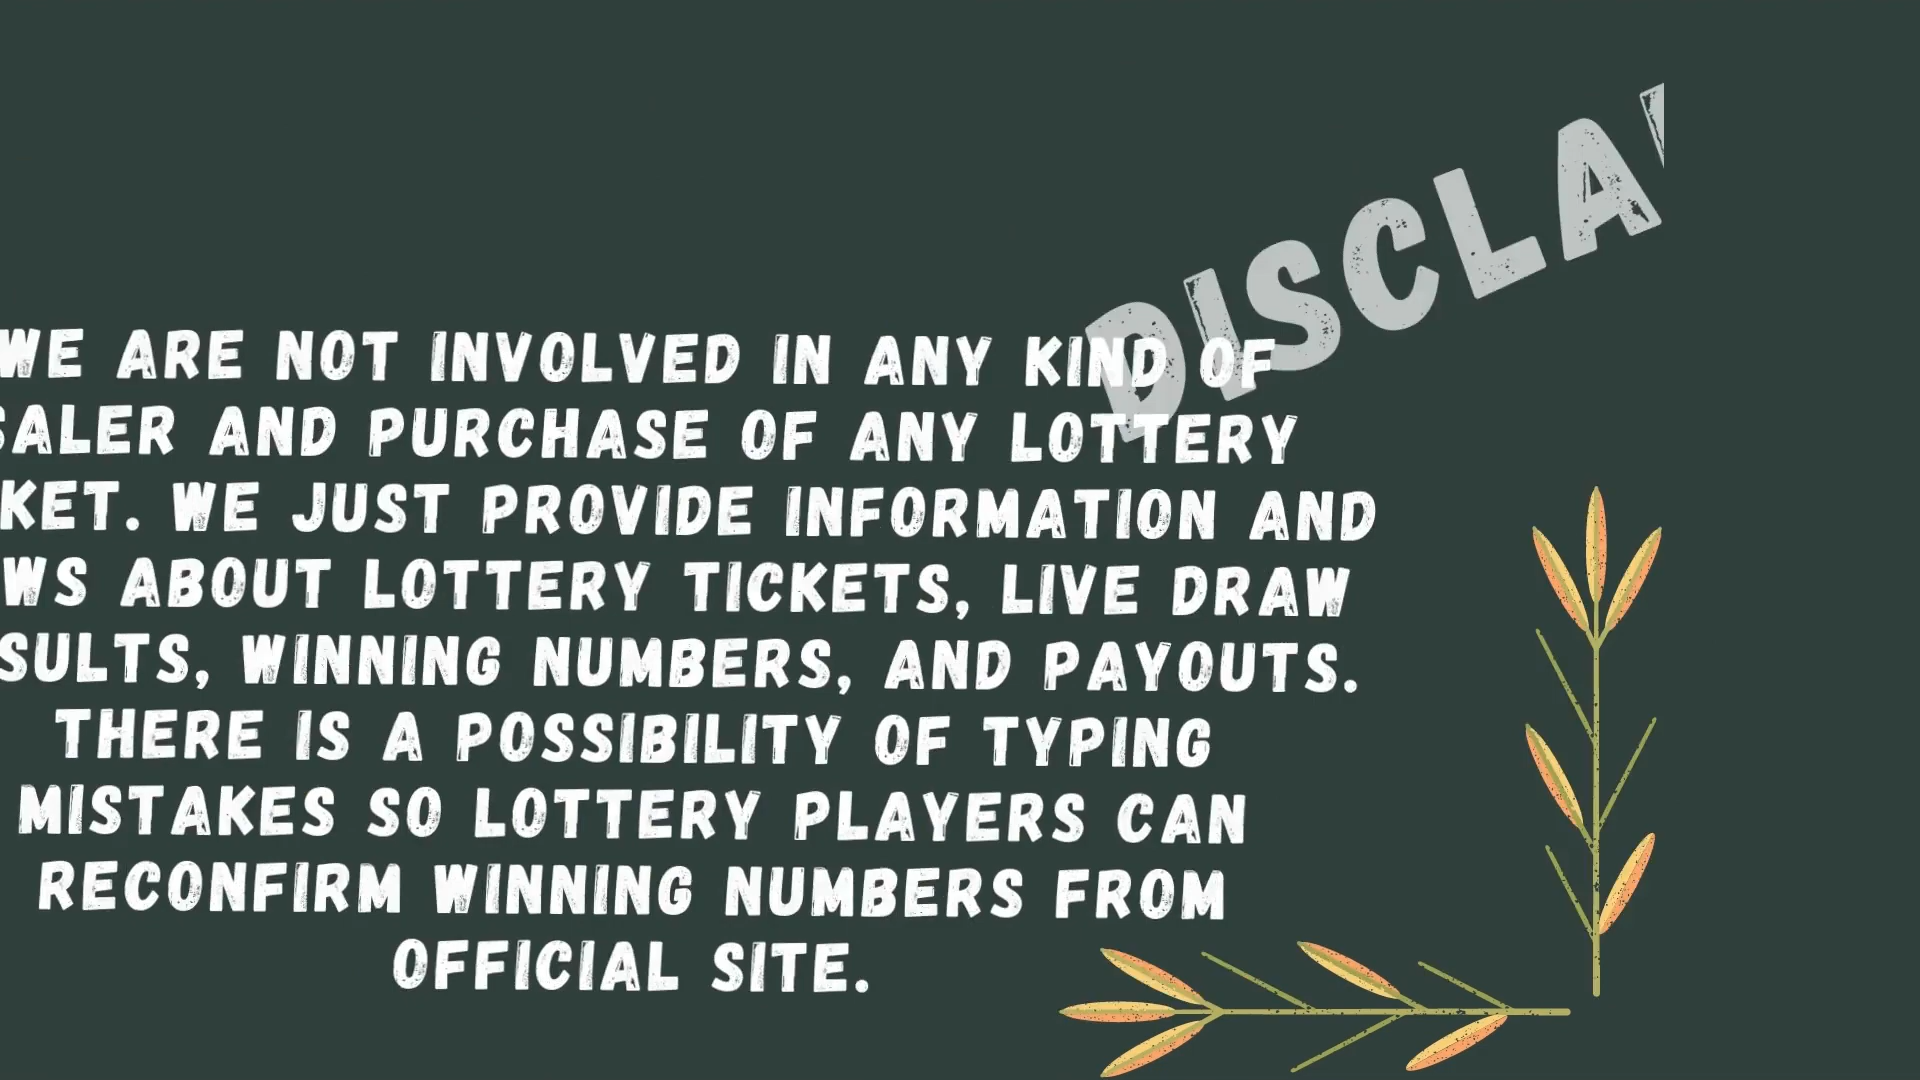 DISCLA
WE ARE NOT INVOLVED IN ANY KIND OF
SALER AND PURCHASE OF ANY LOTTERY
KET. WE JUST PROVIDE INFORMATION AND
WS ABOUT LOTTERY TICKETS, LIVE DRAW
SULTS, WINNING NUMBERS, AND PAYOUTS.
THERE IS A POSSIBILITY OF TYPING
MISTAKES SO LOTTERY PLAYERS CAN
RECONFIRM WINNING NUMBERS FROM
OFFICIAL SITE.